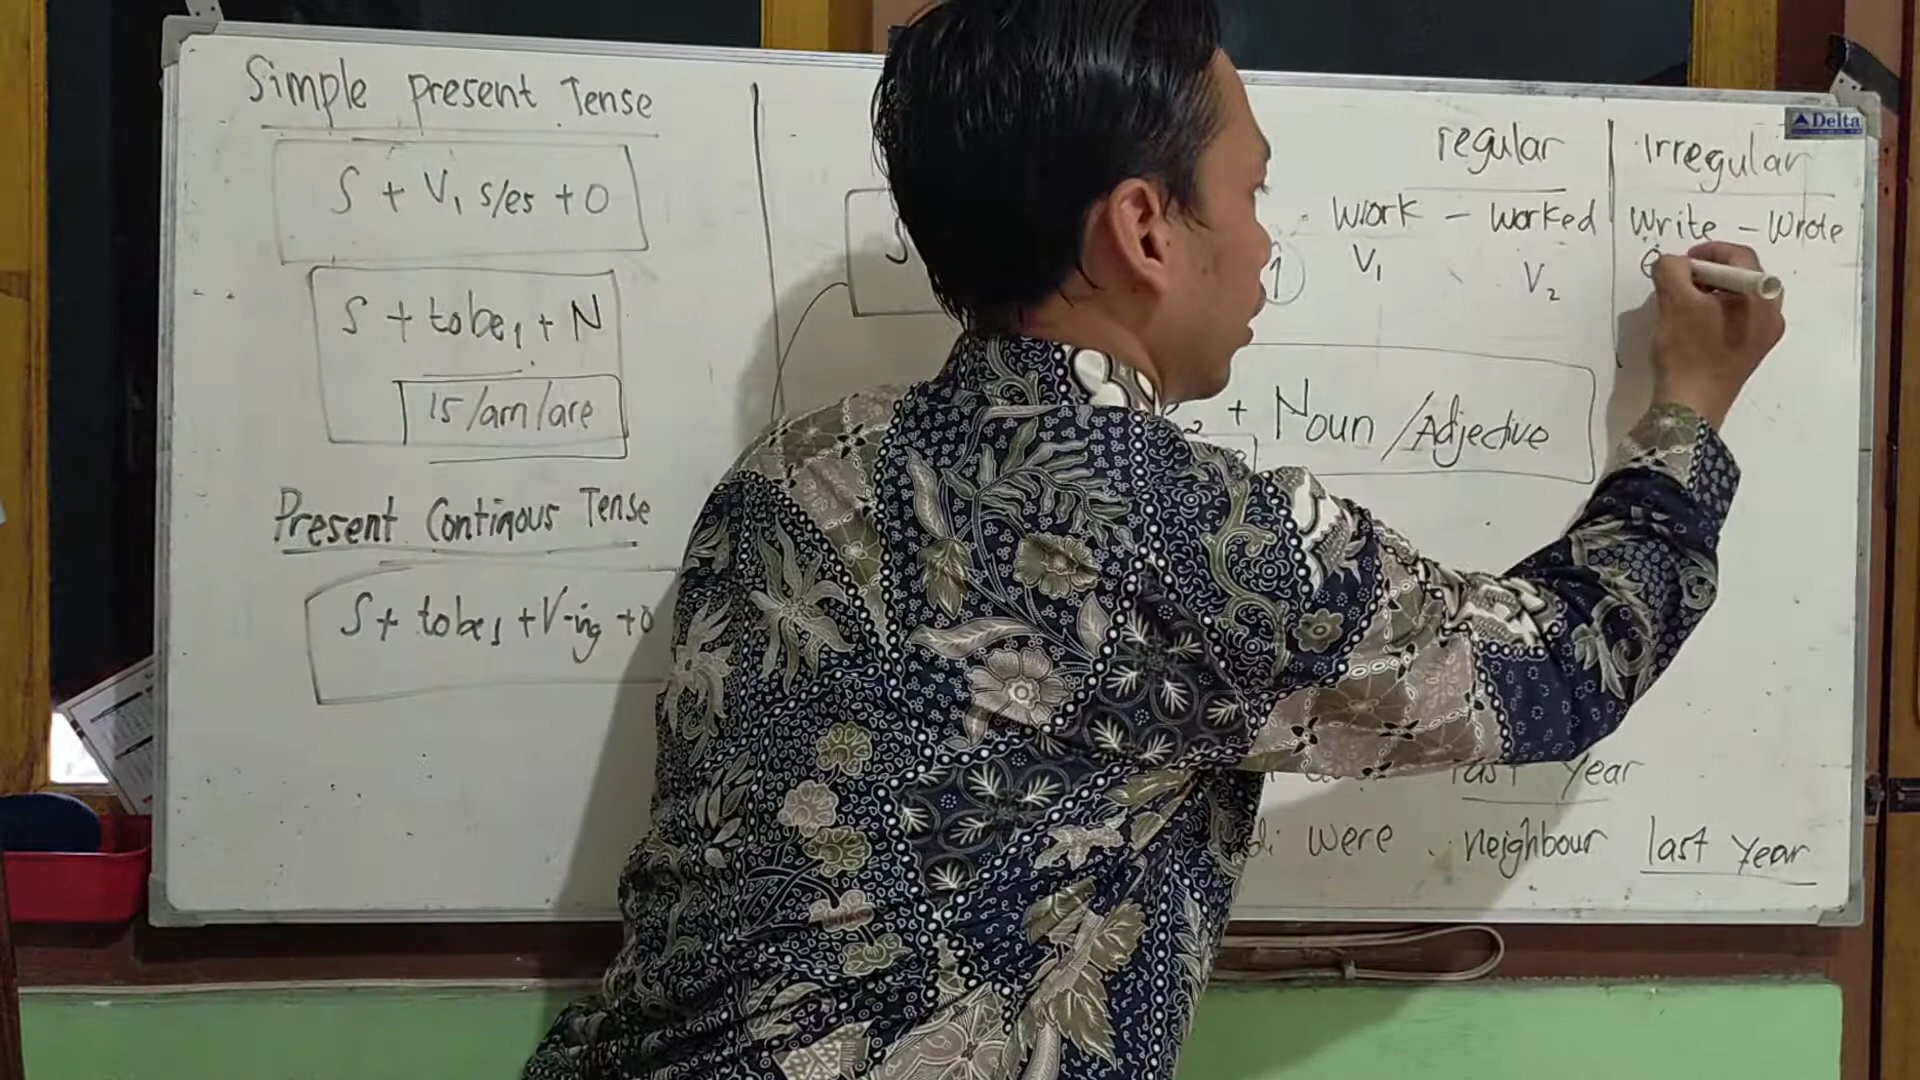 Simple present Tense
S + V1 s/es + O
S + tobe1 + N
is/am/are
Present Continous Tense
S + tobe1 + V-ing + O
regular
work - worked
V1 V2
+ Noun /Adjective
last year
were neighbour last year
Irregular
Write - Wrote
Delta